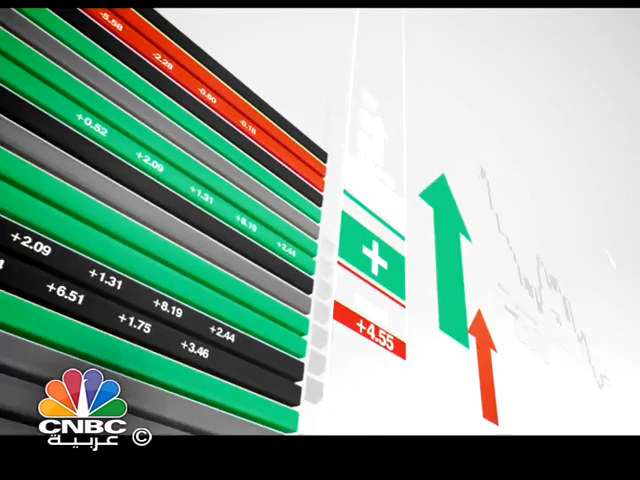 -5.58 -2.28 -0.50 -0.18
+0.52 +2.09 +1.31 +8.19 +2.44
+2.09 +1.31 +8.19 +2.44
+6.51 +1.75 +3.46
+
+4.55
CNBC
عربية ©